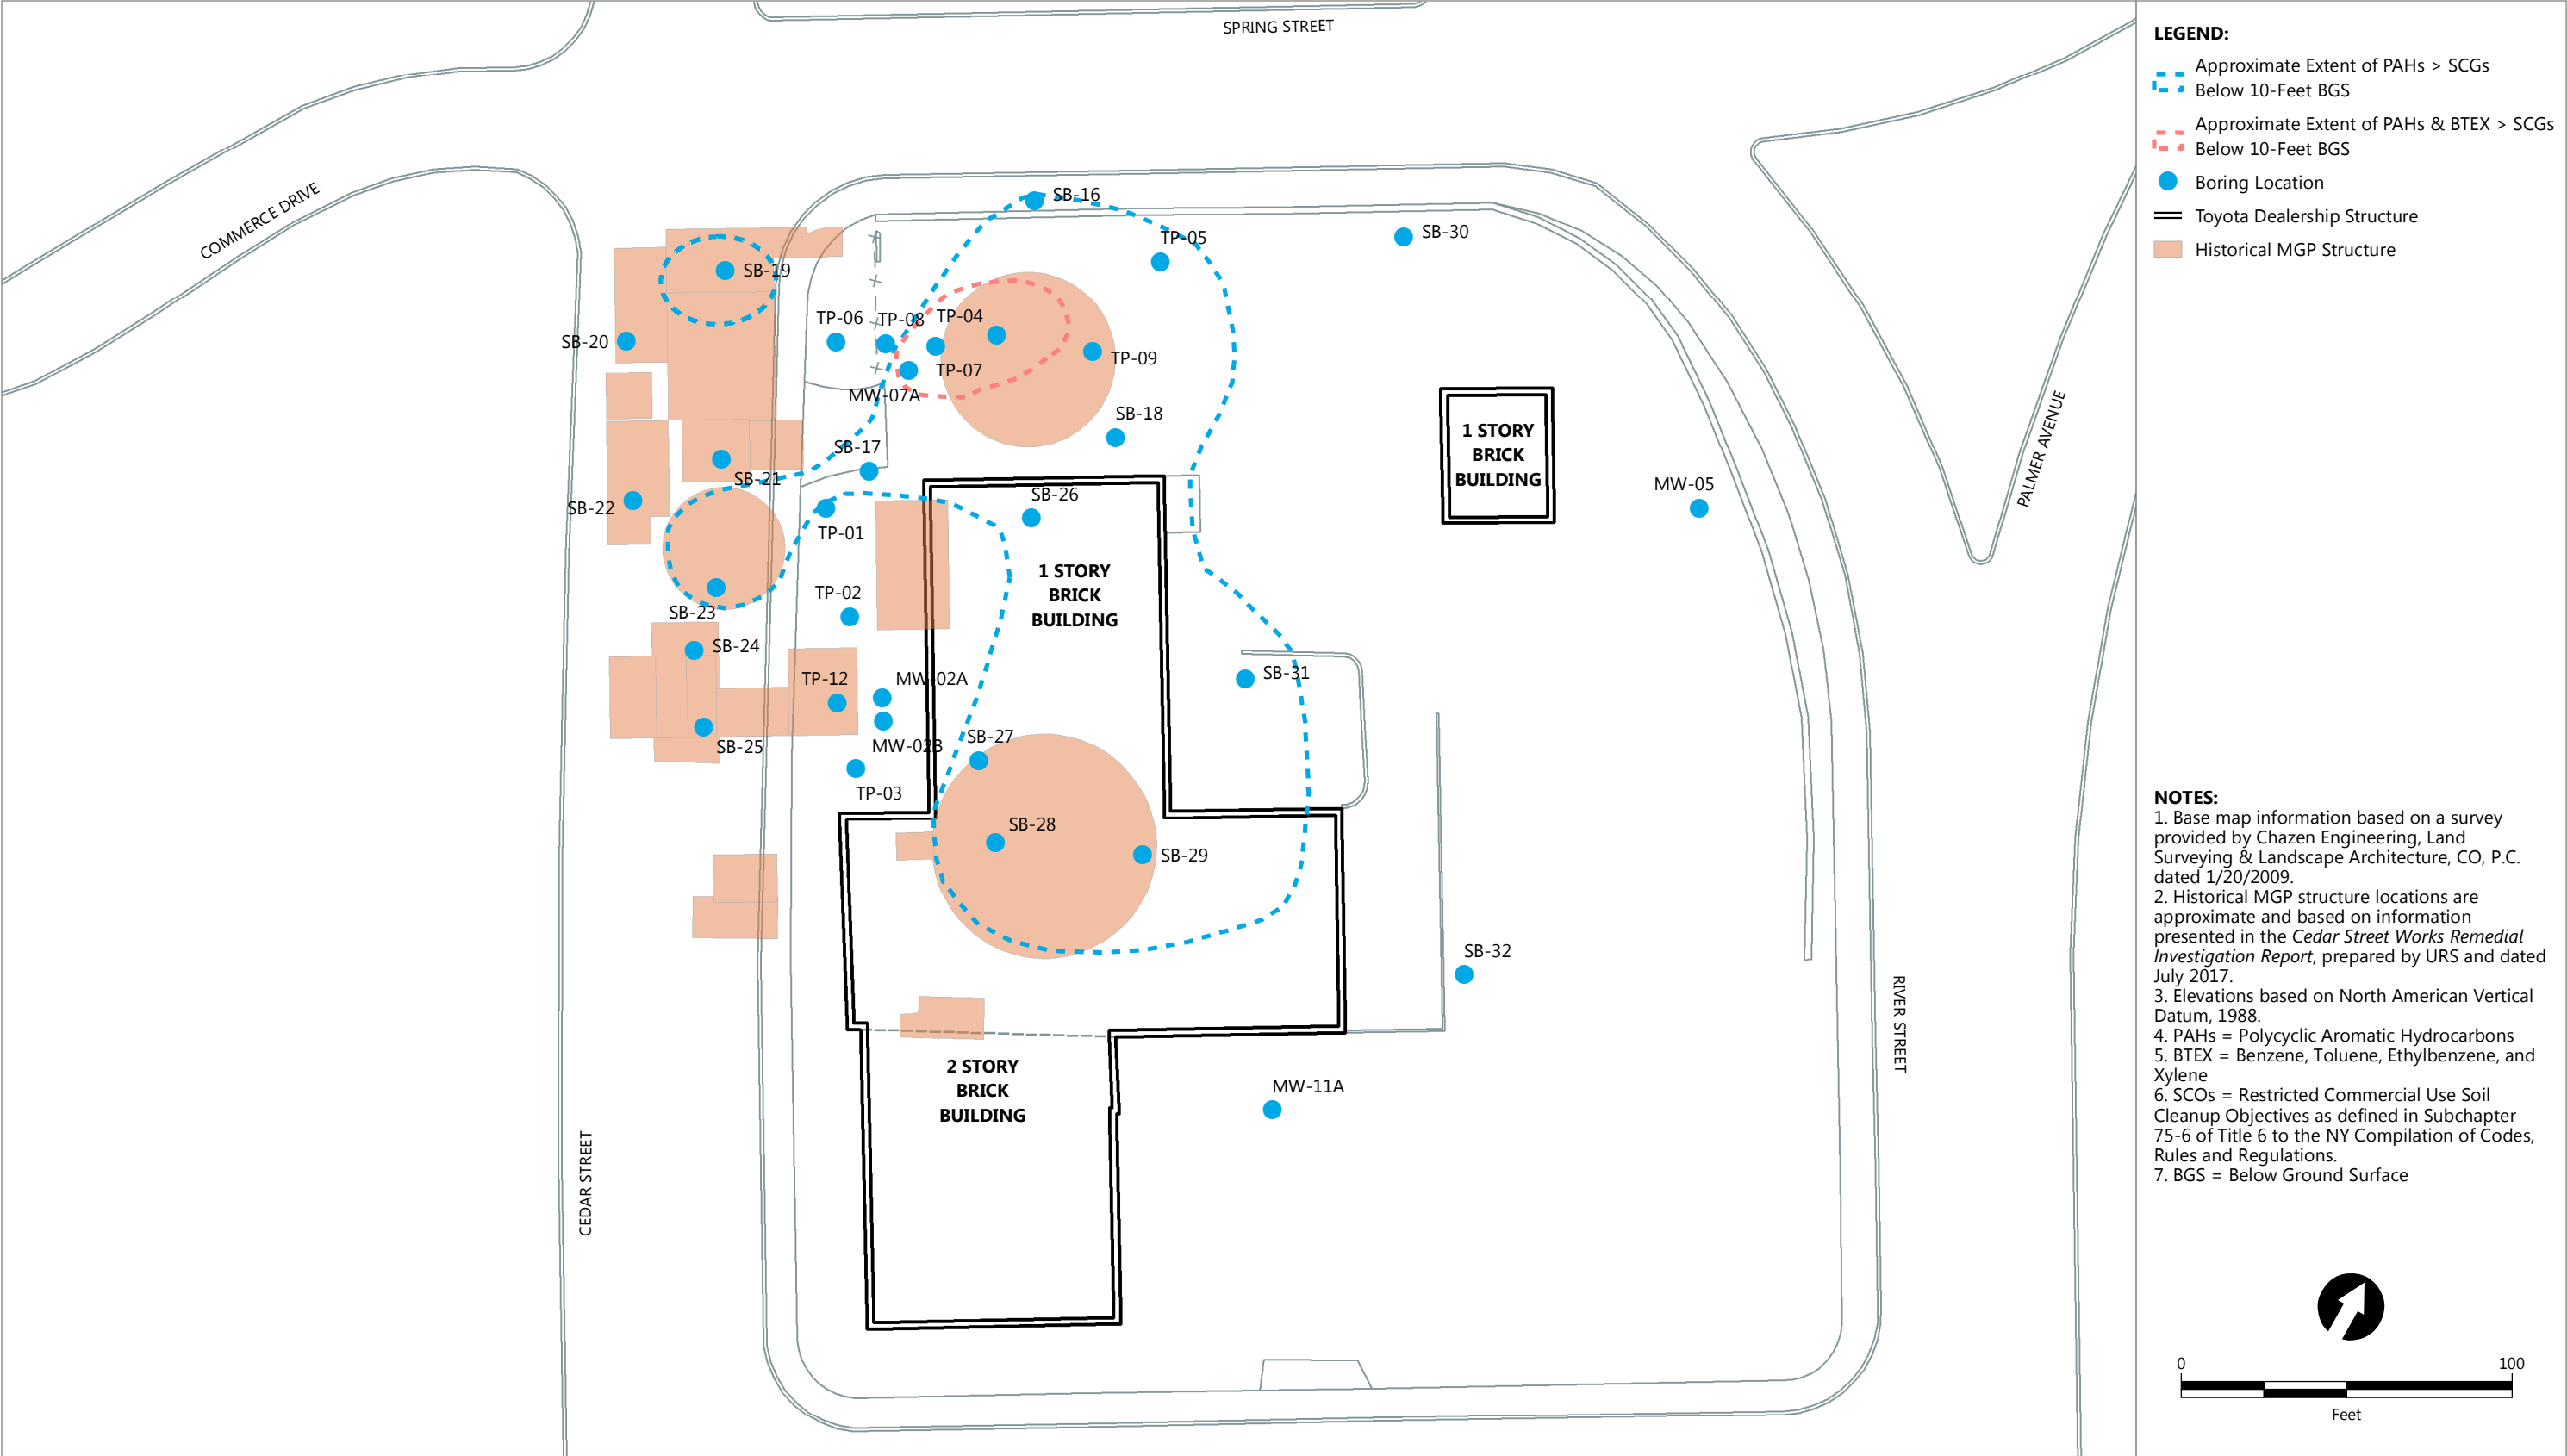 SPRING STREET
COMMERCE DRIVE
SB-16
TP-05
SB-30
SB-19
TP-06
TP-08
TP-04
SB-20
TP-07
TP-09
MW-07A
SB-18
SB-17
SB-21
SB-22
SB-26
TP-01
MW-05
PALMER AVENUE
1 STORY
BRICK
BUILDING
1 STORY
BRICK
BUILDING
TP-02
SB-23
SB-24
TP-12
MW-02A
SB-31
SB-25
MW-02B
SB-27
TP-03
SB-28
SB-29
SB-32
RIVER STREET
2 STORY
BRICK
BUILDING
MW-11A
CEDAR STREET
LEGEND:
Approximate Extent of PAHs > SCGs
Below 10-Feet BGS
Approximate Extent of PAHs & BTEX > SCGs
Below 10-Feet BGS
Boring Location
Toyota Dealership Structure
Historical MGP Structure
NOTES:
1. Base map information based on a survey
provided by Chazen Engineering, Land
Surveying & Landscape Architecture, CO, P.C.
dated 1/20/2009.
2. Historical MGP structure locations are
approximate and based on information
presented in the Cedar Street Works Remedial
Investigation Report, prepared by URS and dated
July 2017.
3. Elevations based on North American Vertical
Datum, 1988.
4. PAHs = Polycyclic Aromatic Hydrocarbons
5. BTEX = Benzene, Toluene, Ethylbenzene, and
Xylene
6. SCOs = Restricted Commercial Use Soil
Cleanup Objectives as defined in Subchapter
75-6 of Title 6 to the NY Compilation of Codes,
Rules and Regulations.
7. BGS = Below Ground Surface
0 100
Feet